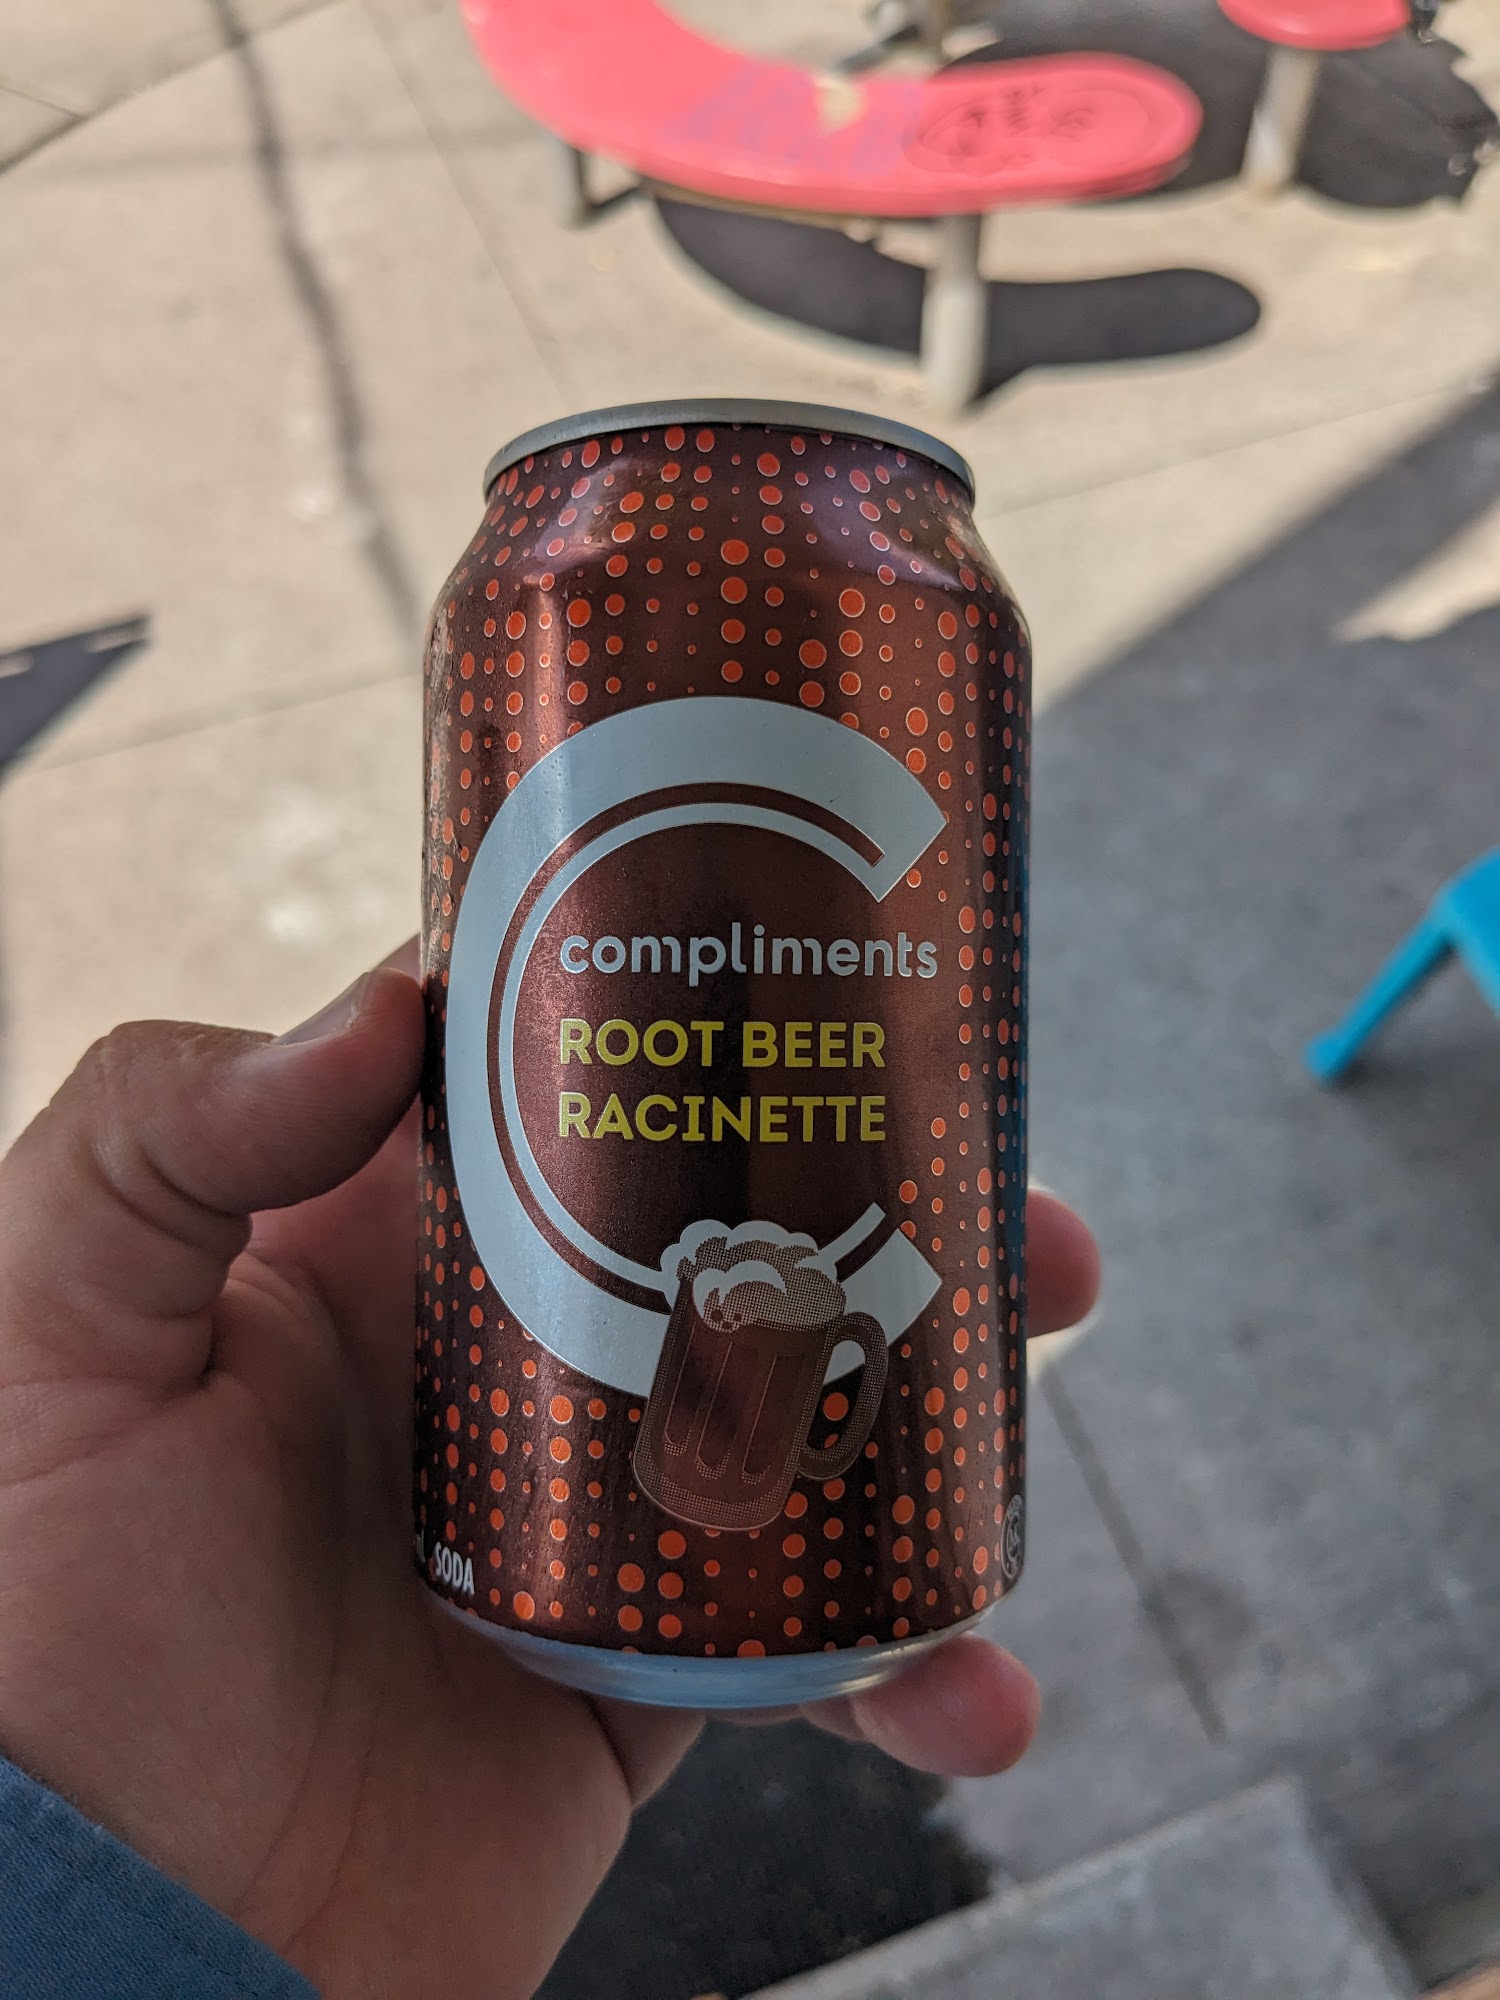 compliments
ROOT BEER
RACINETTE
SODA